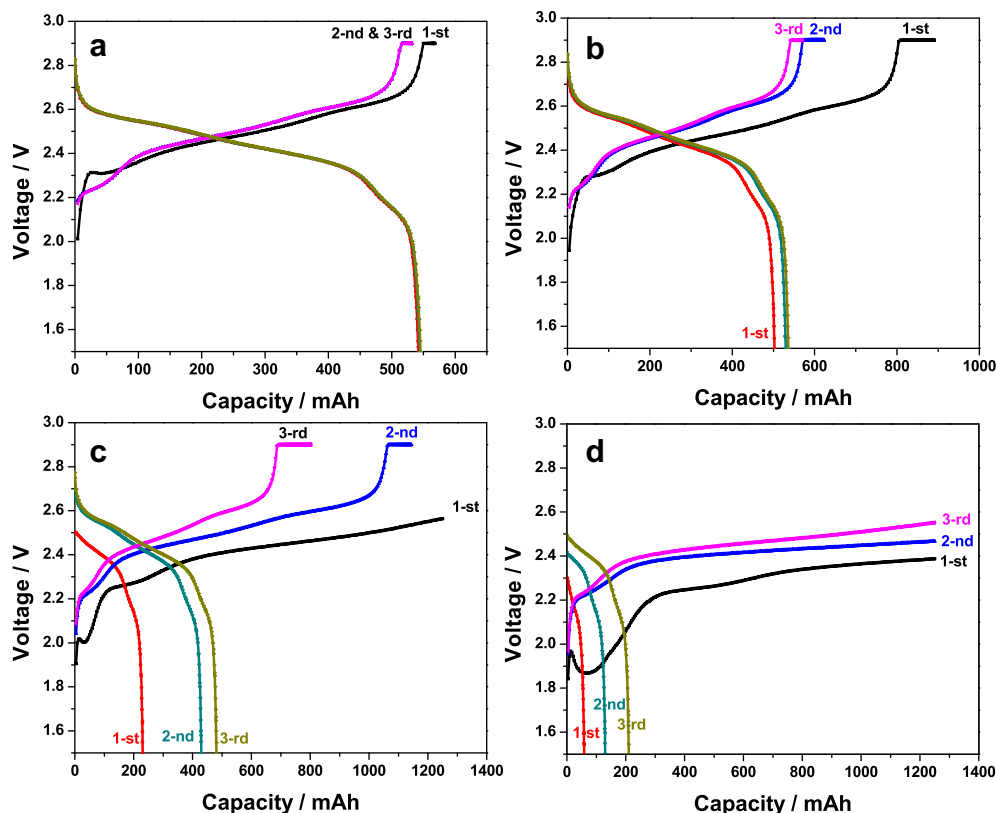 a
2-nd & 3-rd 1-st
3.0
2.8
2.6
2.4
2.2
2.0
1.8
1.6
Voltage / V
0 100 200 300 400 500 600
Capacity / mAh
b
3-rd 2-nd 1-st
3.0
2.8
2.6
2.4
2.2
2.0
1.8
1.6
Voltage / V
1-st
0 200 400 600 800 1000
Capacity / mAh
c
3-rd 2-nd
1-st
3.0
2.8
2.6
2.4
2.2
2.0
1.8
1.6
Voltage / V
1-st 2-nd 3-rd
0 200 400 600 800 1000 1200 1400
Capacity / mAh
d
3-rd
2-nd
1-st
3.0
2.8
2.6
2.4
2.2
2.0
1.8
1.6
Voltage / V
2-nd
3-rd
1-st
0 200 400 600 800 1000 1200 1400
Capacity / mAh